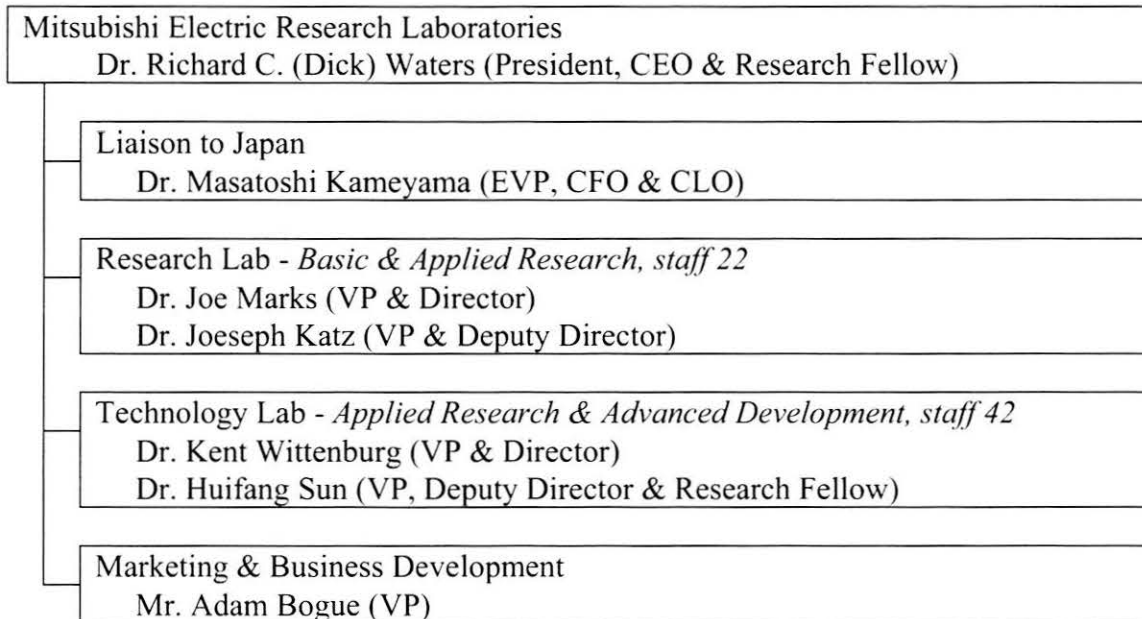 Mitsubishi Electric Research Laboratories
Dr. Richard C. (Dick) Waters (President, CEO & Research Fellow)
Liaison to Japan
Dr. Masatoshi Kameyama (EVP, CFO & CLO)
Research Lab - Basic & Applied Research, staff 22
Dr. Joe Marks (VP & Director)
Dr. Joeseph Katz (VP & Deputy Director)
Technology Lab - Applied Research & Advanced Development, staff 42
Dr. Kent Wittenburg (VP & Director)
Dr. Huifang Sun (VP, Deputy Director & Research Fellow)
Marketing & Business Development
Mr. Adam Bogue (VP)